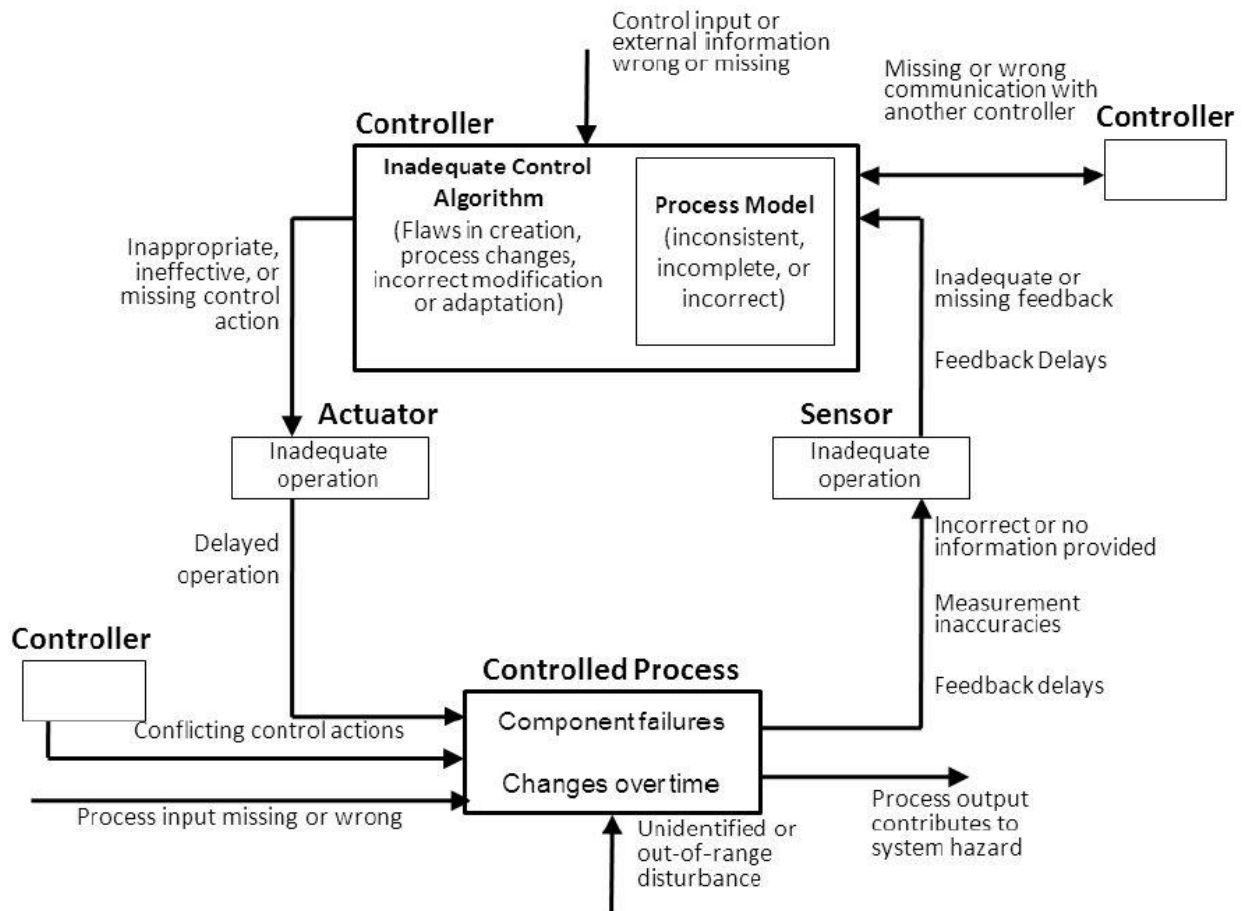 Control input or
external information
wrong or missing
Missing or wrong
communication with
another controller
Controller
Controller
Inadequate Control
Algorithm
(Flaws in creation,
process changes,
incorrect modification
or adaptation)
Process Model
(inconsistent,
incomplete, or
incorrect)
Inappropriate,
ineffective, or
missing control
action
Inadequate or
missing feedback
Feedback Delays
Actuator
Inadequate
operation
Sensor
Inadequate
operation
Delayed
operation
Incorrect or no
information provided
Measurement
inaccuracies
Feedback delays
Controller
Conflicting control actions
Controlled Process
Component failures
Changes over time
Process input missing or wrong
Unidentified or
out-of-range
disturbance
Process output
contributes to
system hazard